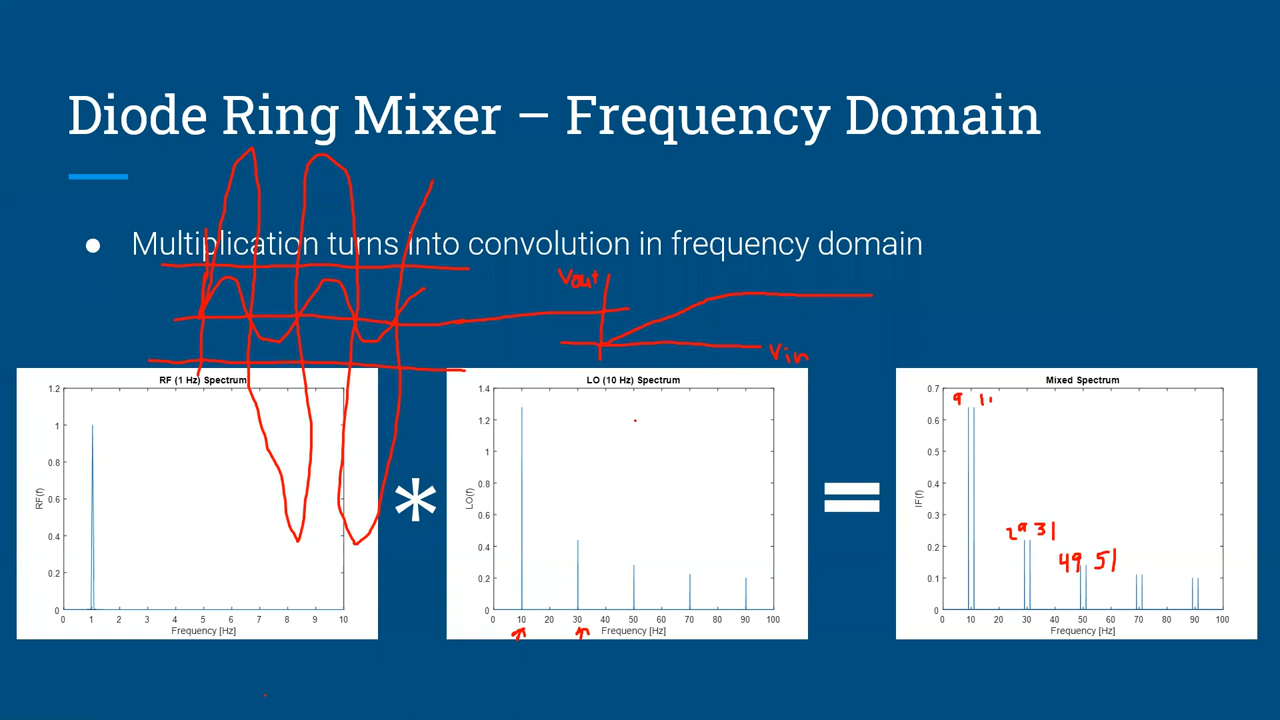 Diode Ring Mixer – Frequency Domain
● Multiplication turns into convolution in frequency domain
Vout
Vin
RF (1 Hz) Spectrum
1.2
1
0.8
0.6
0.4
0.2
0
RF(f)
0 1 2 3 4 5 6 7 8 9 10
Frequency [Hz]
*
LO (10 Hz) Spectrum
1.4
1.2
1
0.8
0.6
0.4
0.2
0
LO(f)
0 10 20 30 40 50 60 70 80 90 100
Frequency [Hz]
=
Mixed Spectrum
0.7
0.6
0.5
0.4
0.3
0.2
0.1
0
IF(f)
9 11
29 31
49 51
0 10 20 30 40 50 60 70 80 90 100
Frequency [Hz]